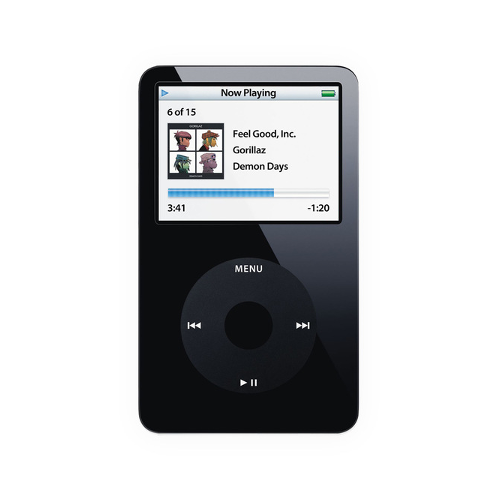 Now Playing
6 of 15
Feel Good, Inc.
Gorillaz
Demon Days
3:41 -1:20
MENU